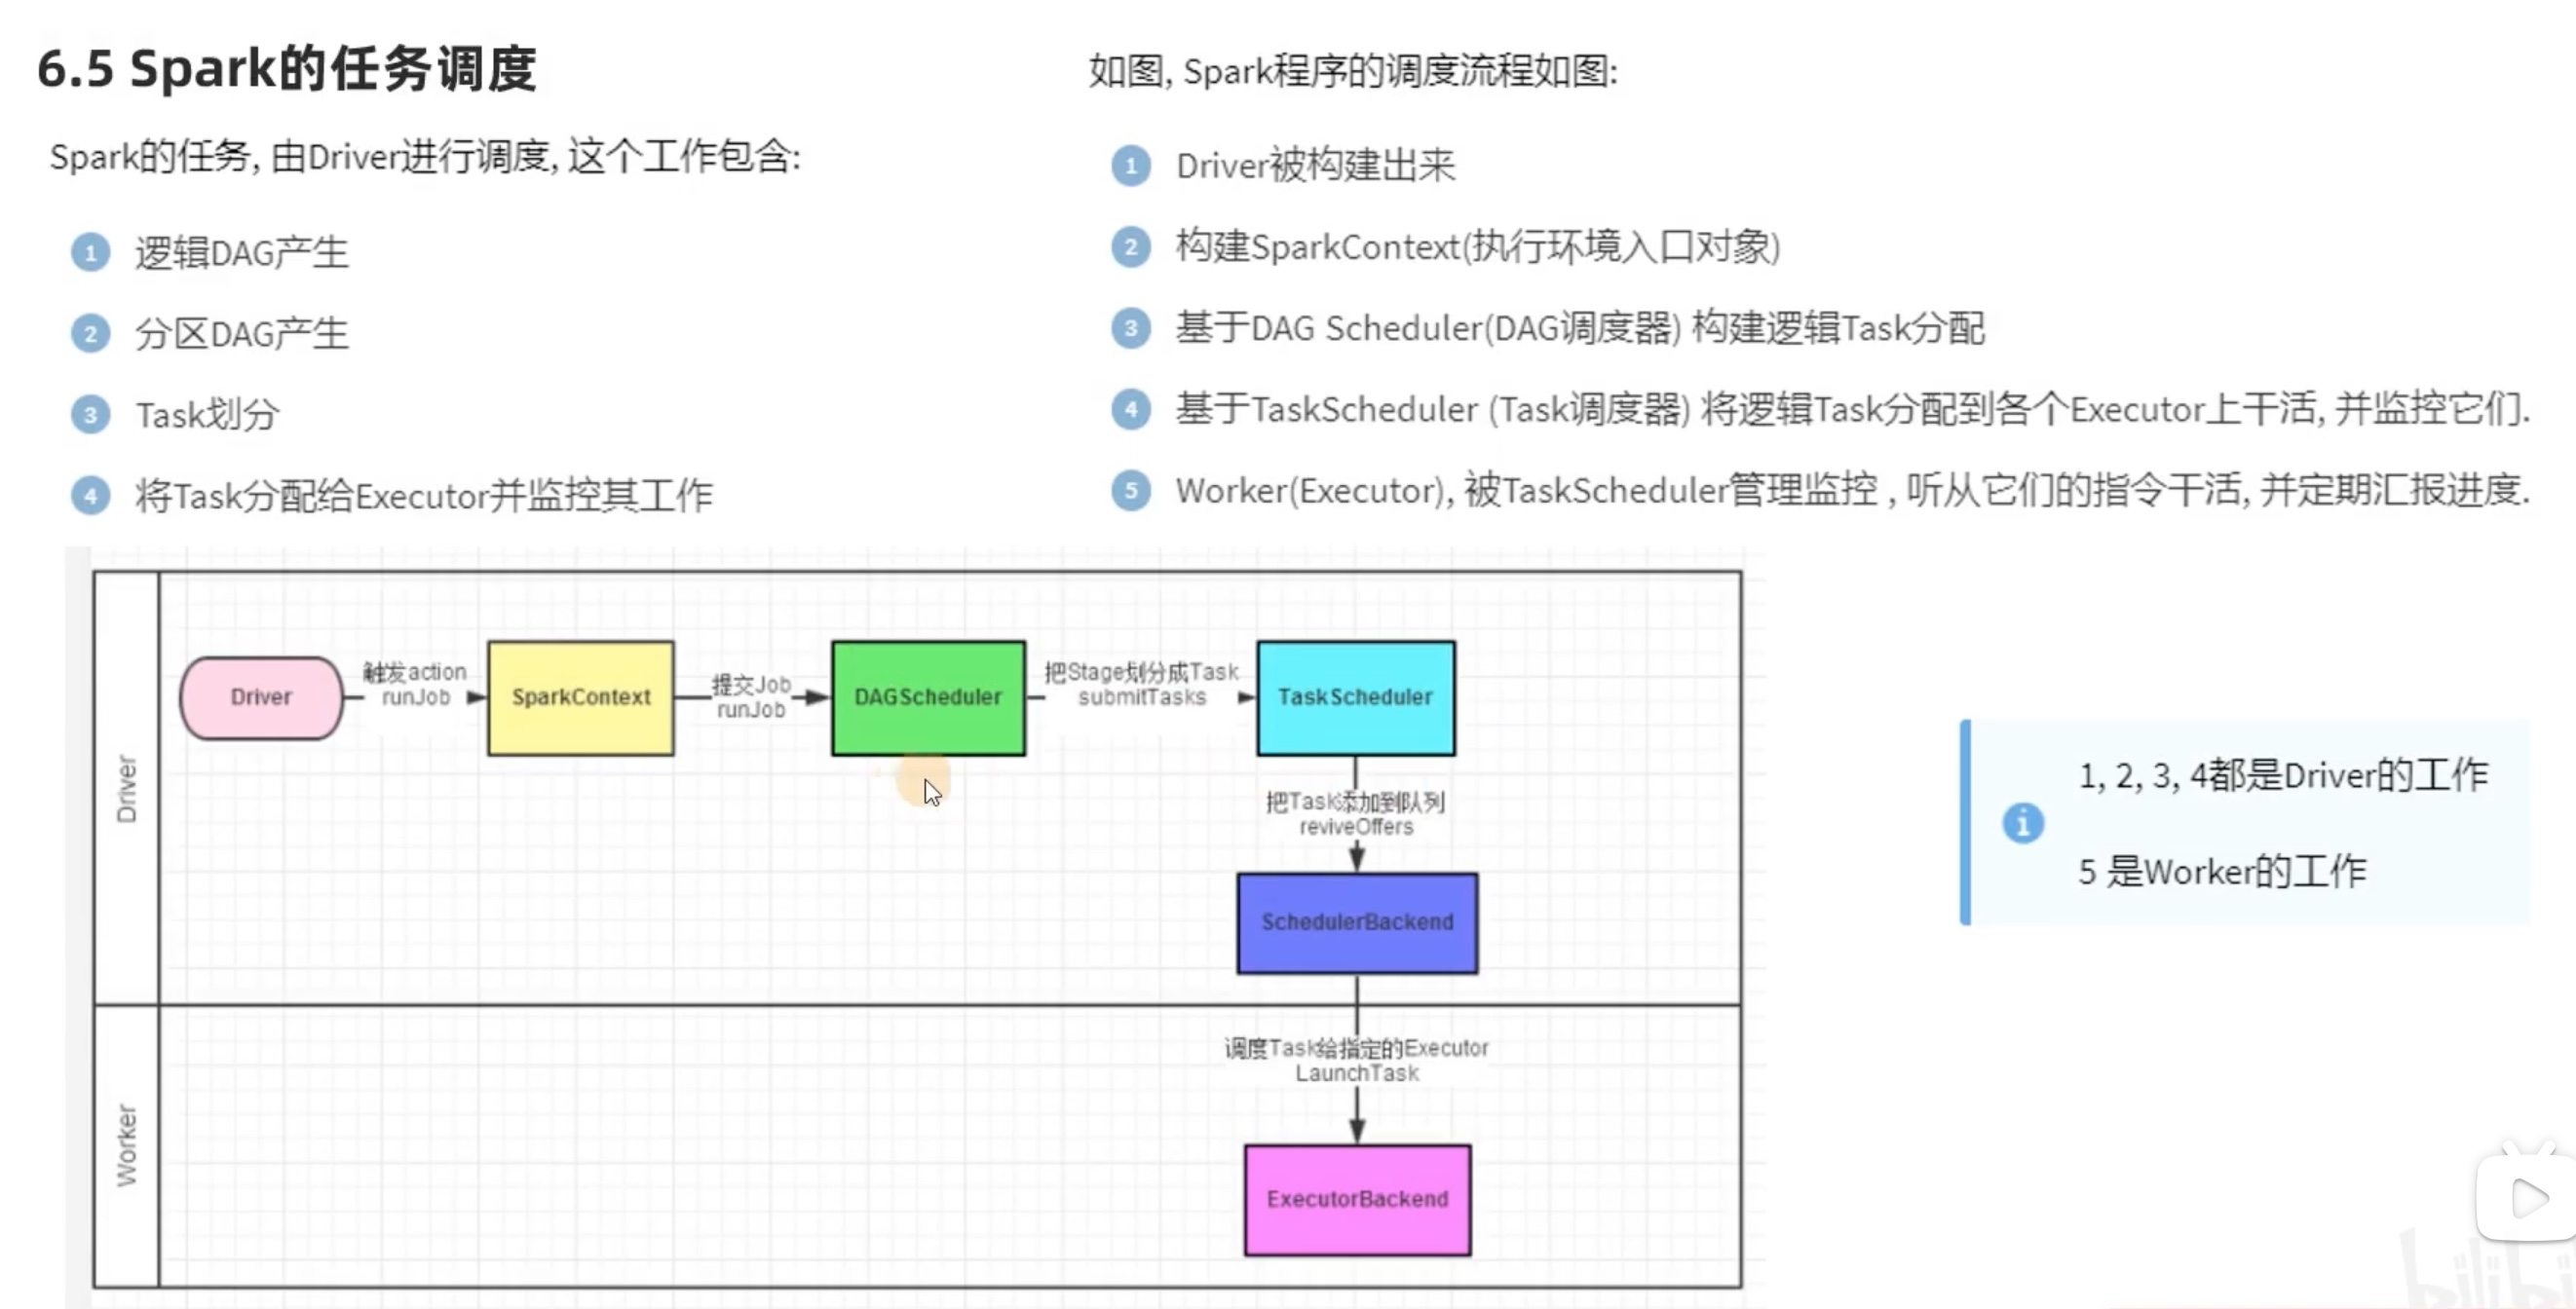 6.5 Spark的任务调度
Spark的任务, 由Driver进行调度, 这个工作包含:
1 逻辑DAG产生
2 分区DAG产生
3 Task划分
4 将Task分配给Executor并监控其工作
如图, Spark程序的调度流程如图:
1 Driver被构建出来
2 构建SparkContext(执行环境入口对象)
3 基于DAG Scheduler(DAG调度器) 构建逻辑Task分配
4 基于TaskScheduler (Task调度器) 将逻辑Task分配到各个Executor上干活, 并监控它们.
5 Worker(Executor), 被TaskScheduler管理监控 , 听从它们的指令干活, 并定期汇报进度.
Driver
Driver
触发action
runJob
SparkContext
提交Job
runJob
DAGScheduler
把Stage划分成Task
submitTasks
TaskScheduler
把Task添加到队列
reviveOffers
SchedulerBackend
Worker
调度Task给指定的Executor
LaunchTask
ExecutorBackend
1, 2, 3, 4都是Driver的工作
5 是Worker的工作